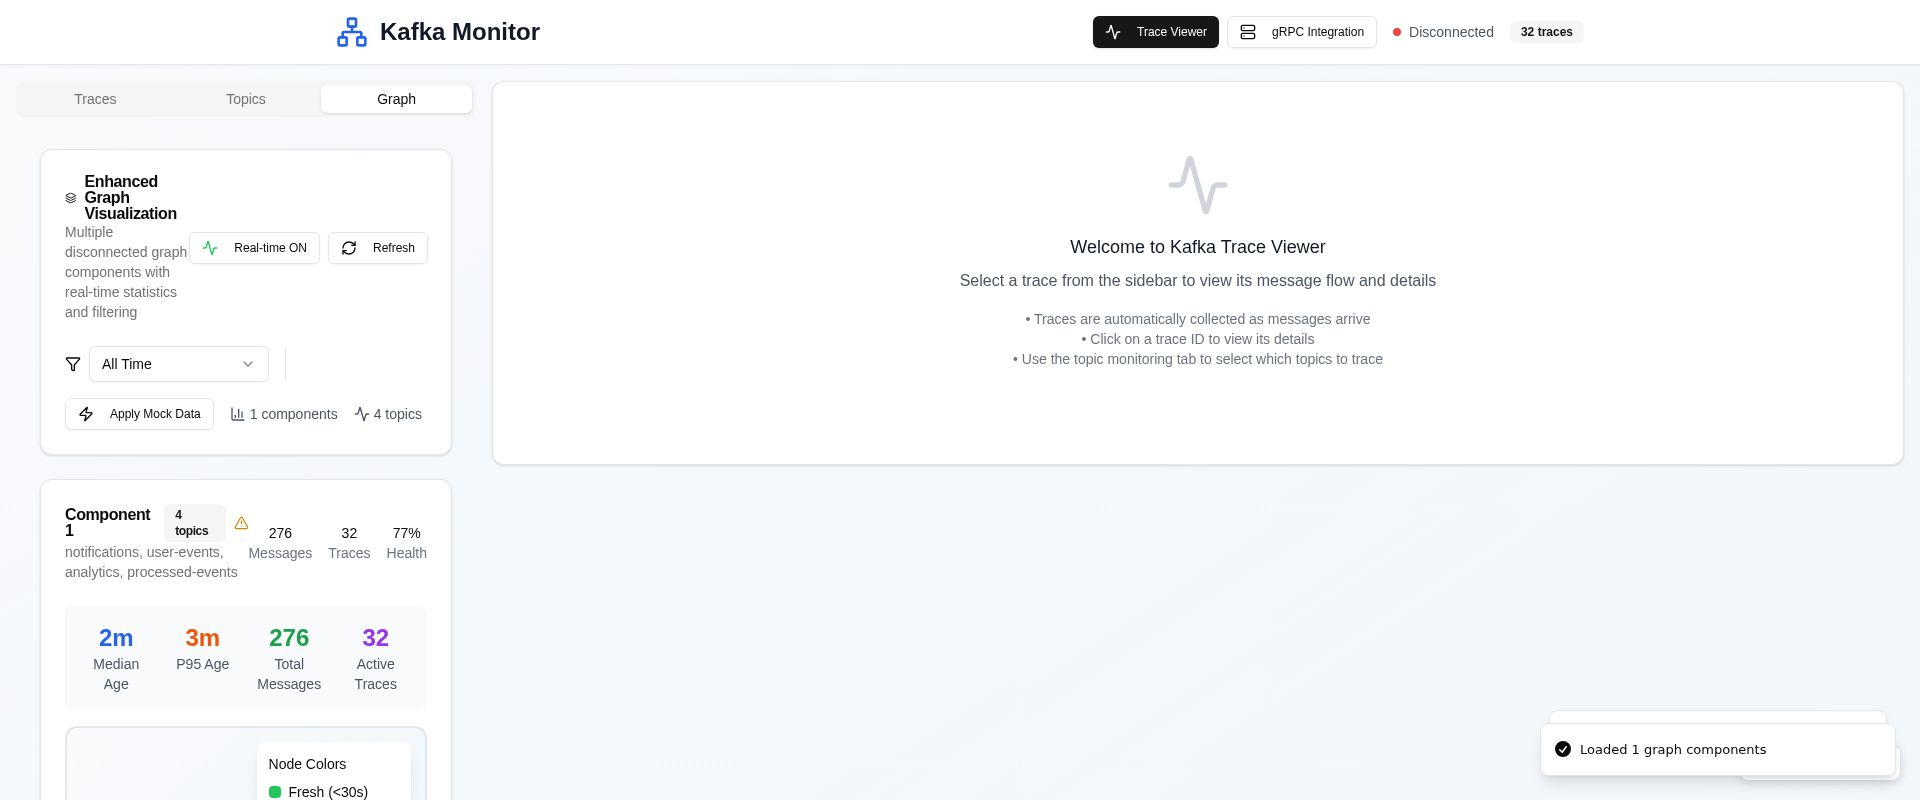 Kafka Monitor
Trace Viewer
gRPC Integration
Disconnected
32 traces
Traces
Topics
Graph
Enhanced
Graph
Visualization
Multiple
disconnected graph
components with
real-time statistics
and filtering
Real-time ON
Refresh
All Time
Apply Mock Data
1 components
4 topics
Component
1
4
topics
notifications, user-events,
analytics, processed-events
276
Messages
32
Traces
77%
Health
2m
Median
Age
3m
P95 Age
276
Total
Messages
32
Active
Traces
Node Colors
Fresh (<30s)
Welcome to Kafka Trace Viewer
Select a trace from the sidebar to view its message flow and details
• Traces are automatically collected as messages arrive
• Click on a trace ID to view its details
• Use the topic monitoring tab to select which topics to trace
Loaded 1 graph components